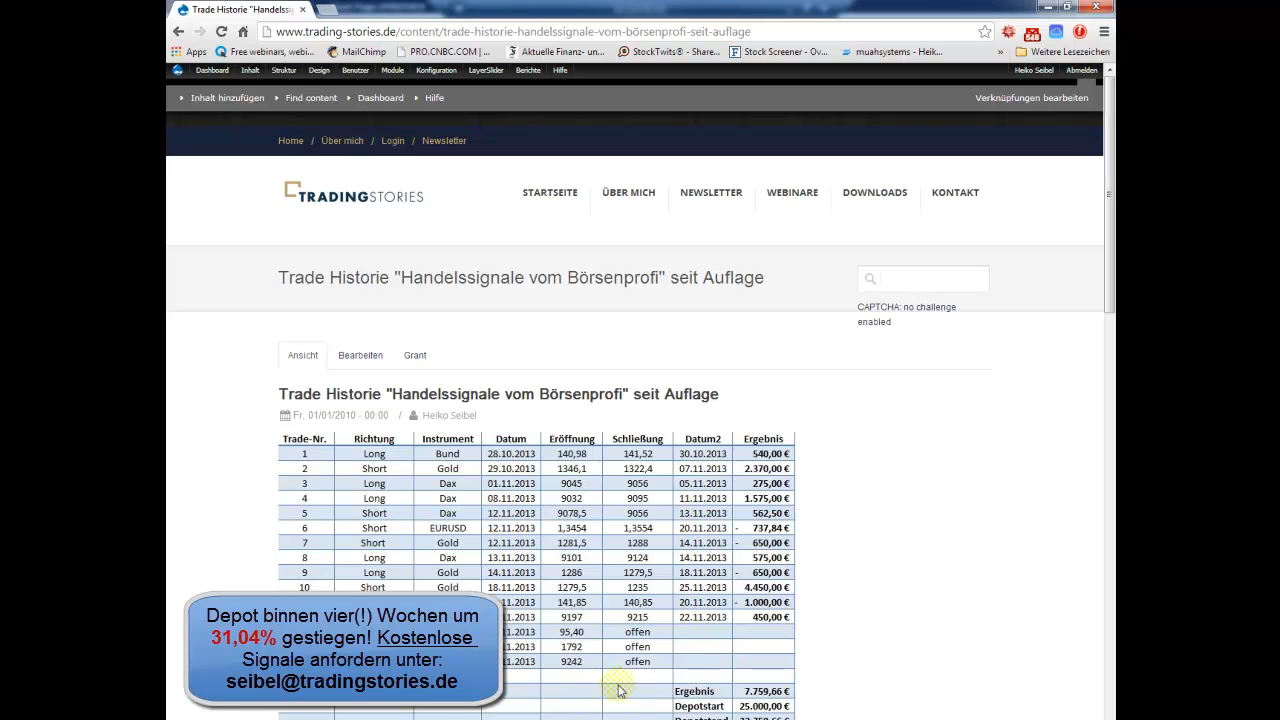 Trade Historie "Handelssig
www.trading-stories.de/content/trade-historie-handelssignale-vom-börsenprofi-seit-auflage
Apps Free webinars, webi... MailChimp PRO.CNBC.COM | ... Aktuelle Finanz- un... StockTwits® - Share... Stock Screener - Ov... muunsystems - Heik... Weitere Lesezeichen
Dashboard Inhalt Struktur Design Benutzer Module Konfiguration LayerSlider Berichte Hilfe Heiko Seibel Abmelden
Inhalt hinzufügen Find content Dashboard Hilfe Verknüpfungen bearbeiten
Home / Über mich / Login / Newsletter
TRADINGSTORIES STARTSEITE ÜBER MICH NEWSLETTER WEBINARE DOWNLOADS KONTAKT
Trade Historie "Handelssignale vom Börsenprofi" seit Auflage
CAPTCHA: no challenge
enabled
Ansicht Bearbeiten Grant
Trade Historie "Handelssignale vom Börsenprofi" seit Auflage
Fr, 01/01/2010 - 00:00 / Heiko Seibel
Trade-Nr. Richtung Instrument Datum Eröffnung Schließung Datum2 Ergebnis
1 Long Bund 28.10.2013 140,98 141,52 30.10.2013 540,00 €
2 Short Gold 29.10.2013 1346,1 1322,4 07.11.2013 2.370,00 €
3 Long Dax 01.11.2013 9045 9056 05.11.2013 275,00 €
4 Long Dax 08.11.2013 9032 9095 11.11.2013 1.575,00 €
5 Short Dax 12.11.2013 9078,5 9056 13.11.2013 562,50 €
6 Short EURUSD 12.11.2013 1,3454 1,3554 20.11.2013 - 737,84 €
7 Short Gold 12.11.2013 1281,5 1288 14.11.2013 - 650,00 €
8 Long Dax 13.11.2013 9101 9124 14.11.2013 575,00 €
9 Long Gold 14.11.2013 1286 1279,5 18.11.2013 - 650,00 €
10 Short Gold 18.11.2013 1279,5 1235 25.11.2013 4.450,00 €
.11.2013 141,85 140,85 20.11.2013 - 1.000,00 €
.11.2013 9197 9215 22.11.2013 450,00 €
.11.2013 95,40 offen
.11.2013 1792 offen
.11.2013 9242 offen
Ergebnis 7.759,66 €
Depotstart 25.000,00 €
Depot binnen vier(!) Wochen um
31,04% gestiegen! Kostenlose
Signale anfordern unter:
seibel@tradingstories.de